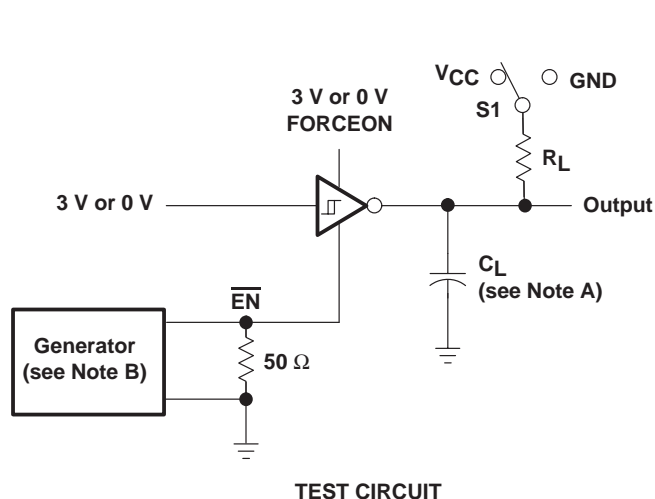 VCC
GND
S1
3 V or 0 V
FORCEON
RL
3 V or 0 V
Output
CL
(see Note A)
EN
Generator
(see Note B)
50 Ω
TEST CIRCUIT